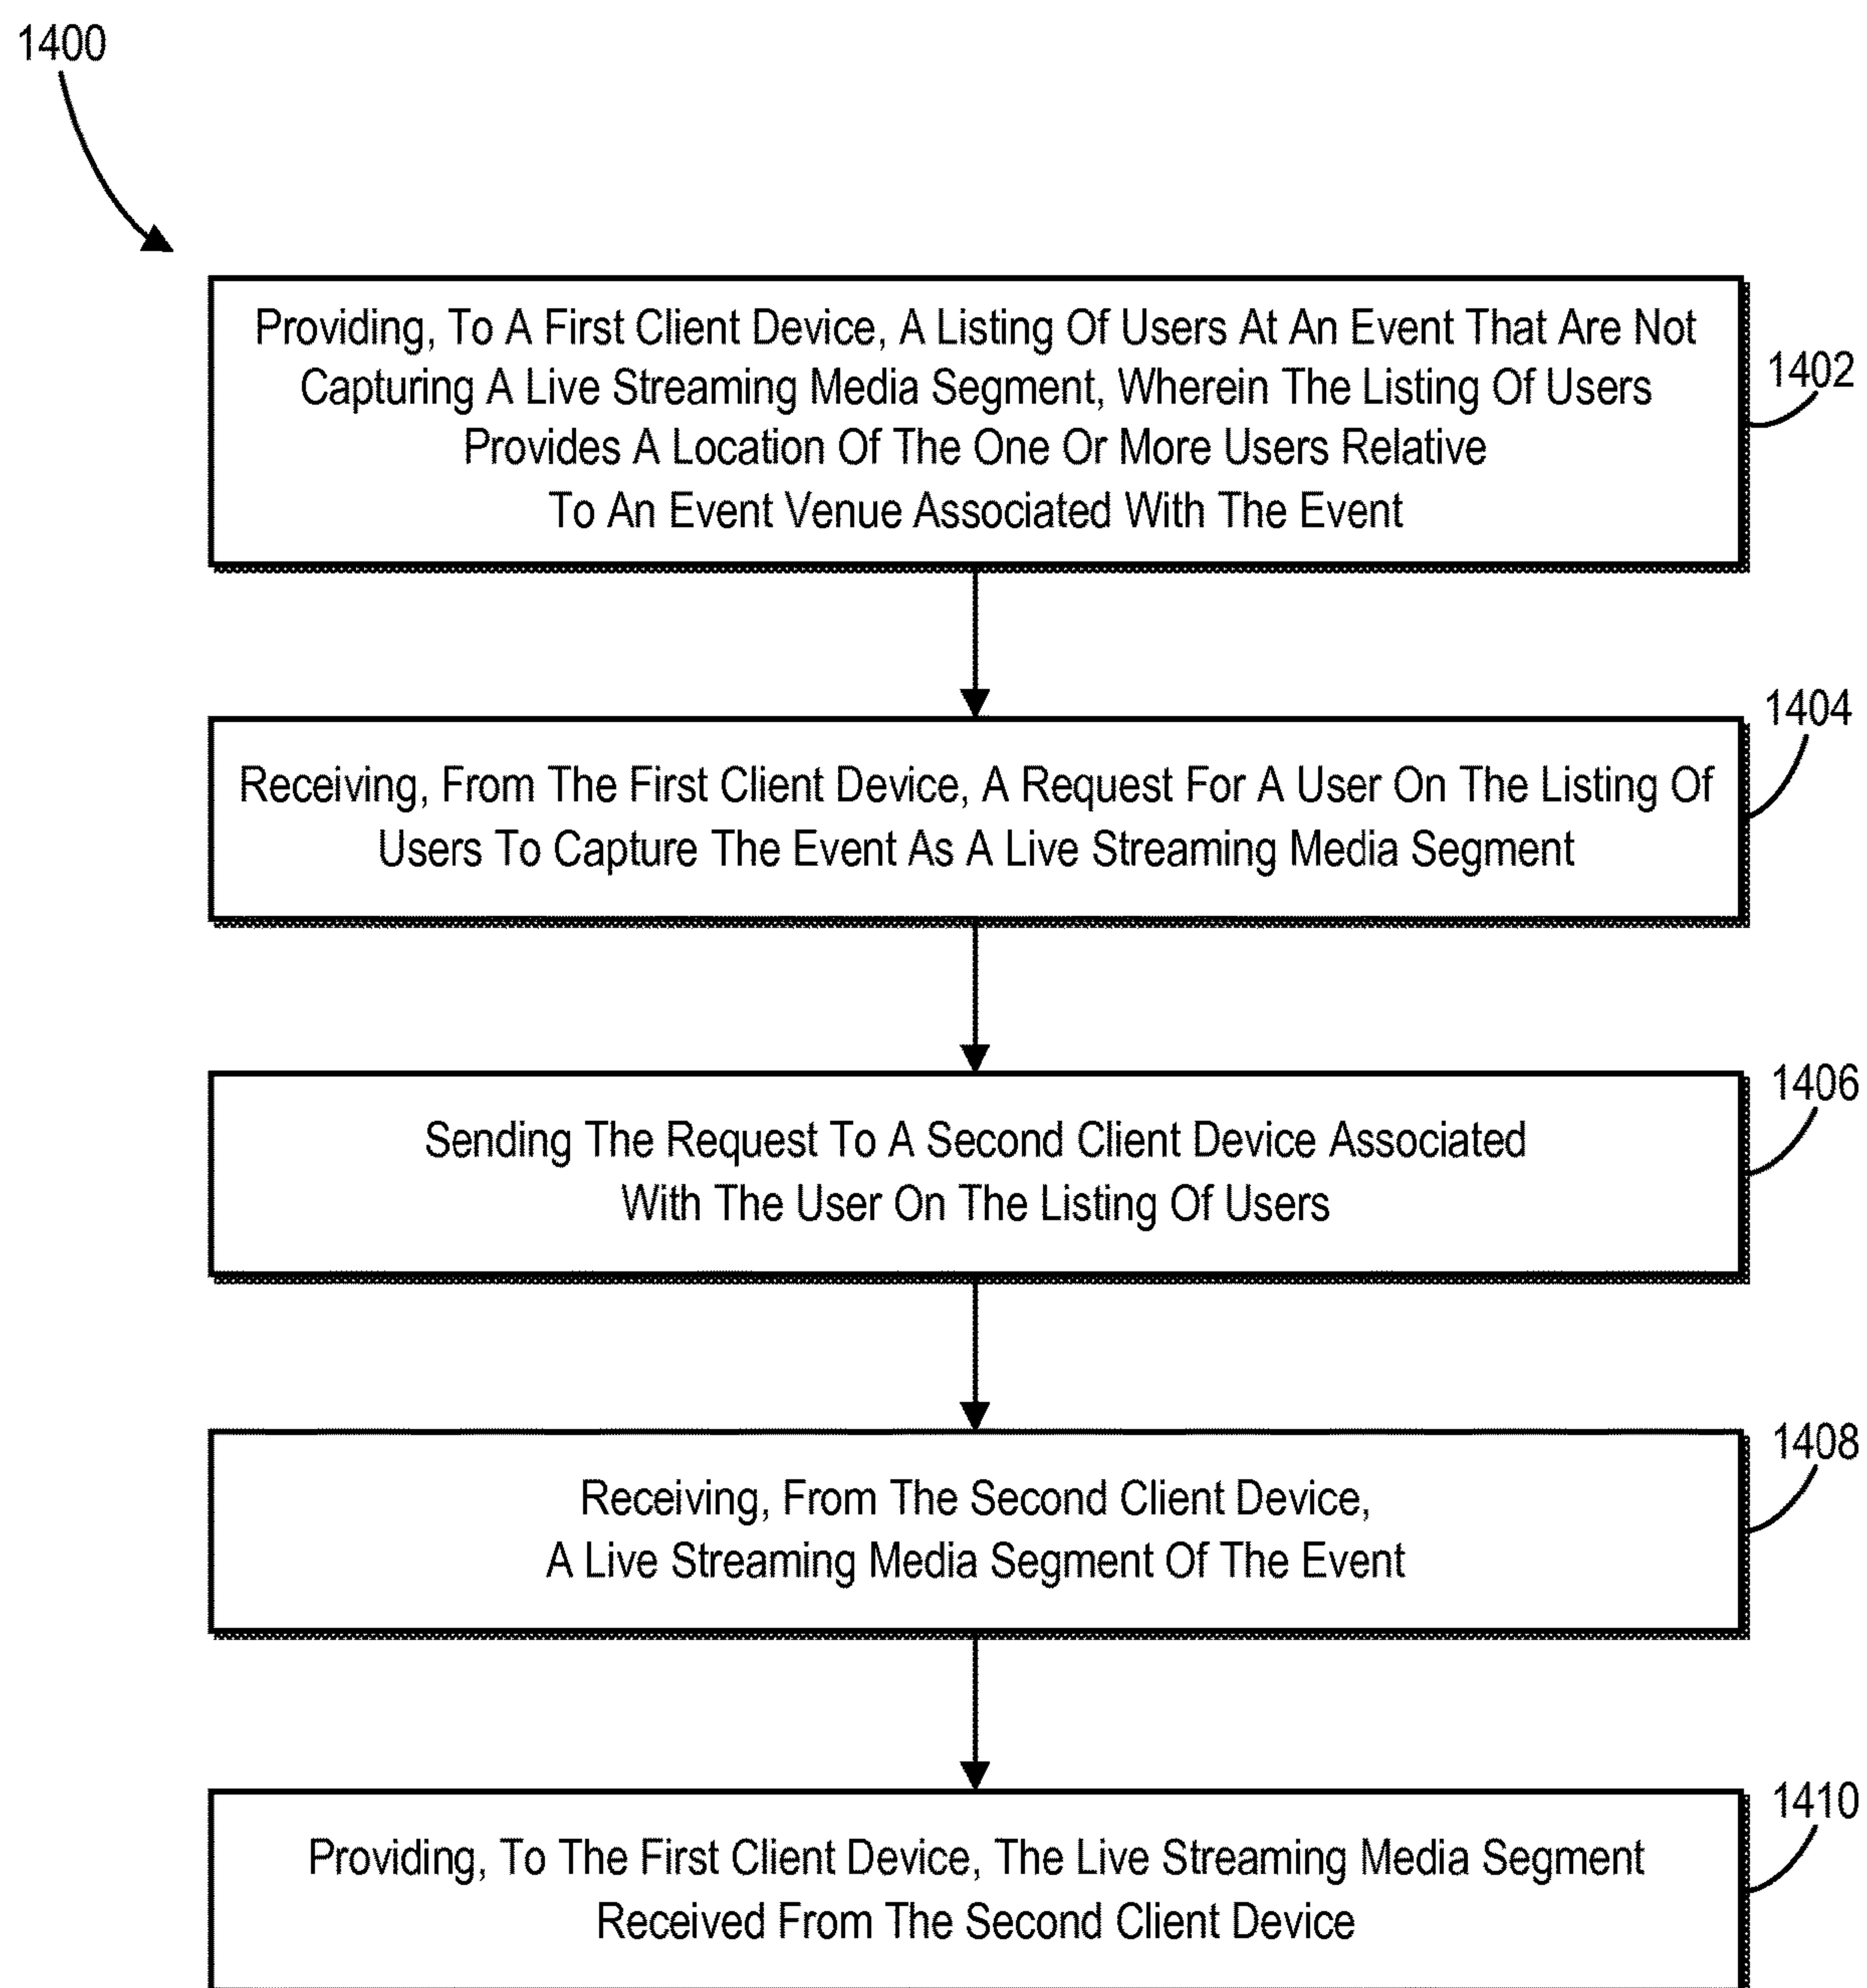 1400
Providing, To A First Client Device, A Listing Of Users At An Event That Are Not
Capturing A Live Streaming Media Segment, Wherein The Listing Of Users
Provides A Location Of The One Or More Users Relative
To An Event Venue Associated With The Event
1402
Receiving, From The First Client Device, A Request For A User On The Listing Of
Users To Capture The Event As A Live Streaming Media Segment
1404
Sending The Request To A Second Client Device Associated
With The User On The Listing Of Users
1406
Receiving, From The Second Client Device,
A Live Streaming Media Segment Of The Event
1408
Providing, To The First Client Device, The Live Streaming Media Segment
Received From The Second Client Device
1410